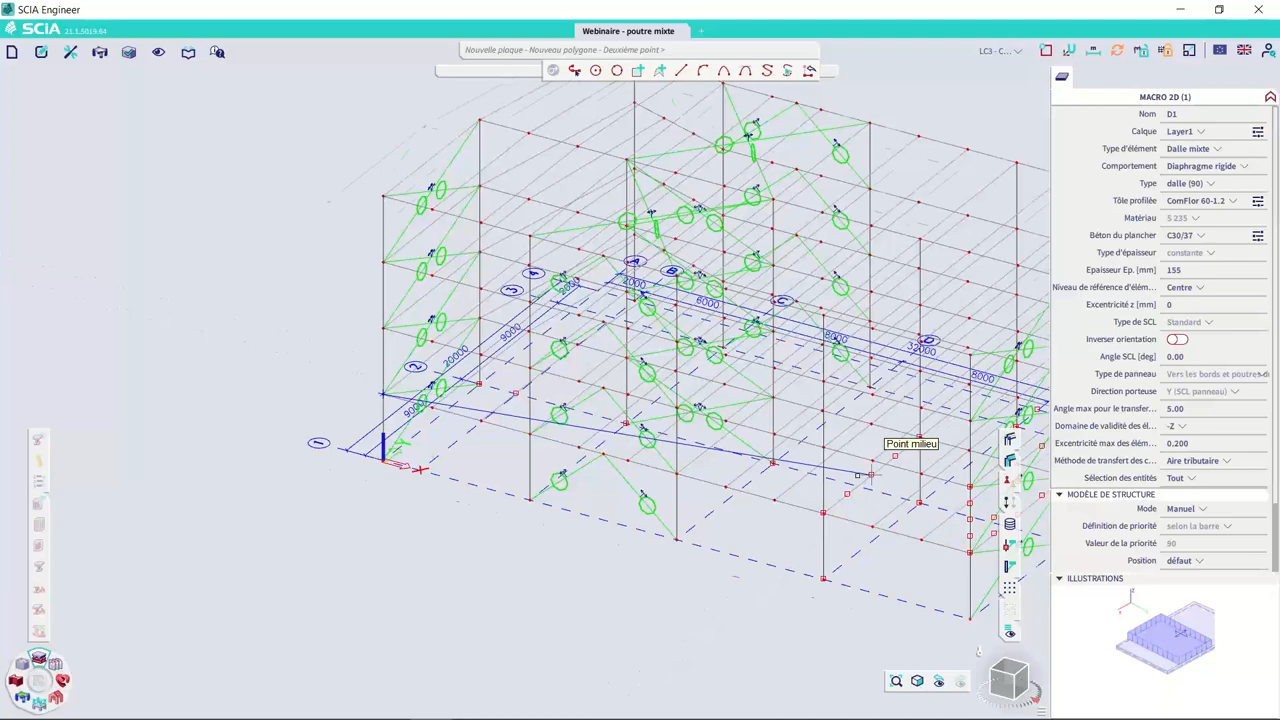 SCIA Engineer
SCIA 21.1.5019.64
Webinaire - poutre mixte
Nouvelle plaque - Nouveau polygone - Deuxième point >
LC3 - C...
MACRO 2D (1)
Nom D1
Calque Layer1
Type d'élément Dalle mixte
Comportement Diaphragme rigide
Type dalle (90)
Tôle profilée ComFlor 60-1.2
Matériau S 235
Béton du plancher C30/37
Type d'épaisseur constante
Epaisseur Ep. [mm] 155
Niveau de référence d'élém... Centre
Excentricité z [mm] 0
Type de SCL Standard
Inverser orientation
Angle SCL [deg] 0.00
Type de panneau Vers les bords et poutres d
Direction porteuse Y (SCL panneau)
Angle max pour le transfer... 5.00
Domaine de validité des él... -Z
Excentricité max des élém... 0.200
Méthode de transfert des c... Aire tributaire
Sélection des entités Tout
MODÈLE DE STRUCTURE
Mode Manuel
Définition de priorité selon la barre
Valeur de la priorité 90
Position défaut
ILLUSTRATIONS
A
B
C
D
4
3
2
1
2000
6000
8000
32000
8000
9000
20000
9000
Point milieu
X
Y